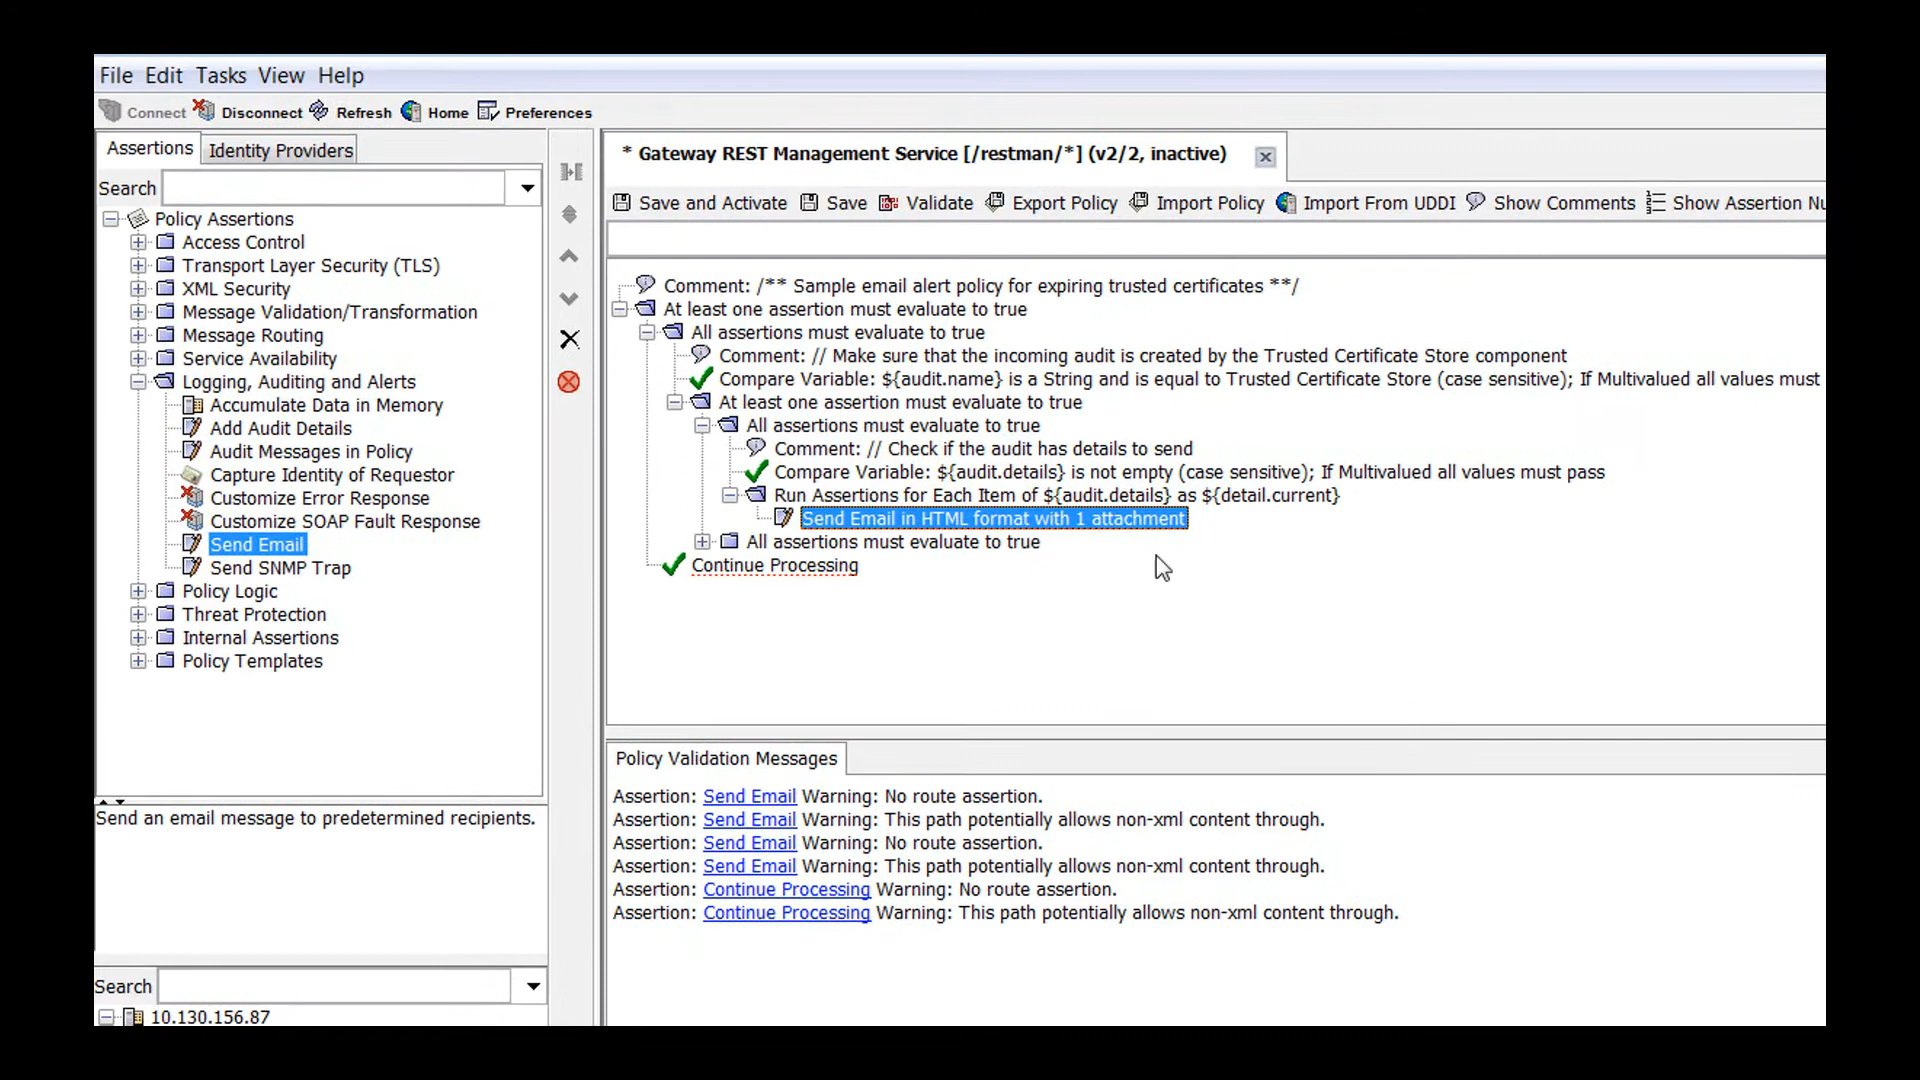 File Edit Tasks View Help
Connect Disconnect Refresh Home Preferences
Assertions Identity Providers
Search
Policy Assertions
Access Control
Transport Layer Security (TLS)
XML Security
Message Validation/Transformation
Message Routing
Service Availability
Logging, Auditing and Alerts
Accumulate Data in Memory
Add Audit Details
Audit Messages in Policy
Capture Identity of Requestor
Customize Error Response
Customize SOAP Fault Response
Send Email
Send SNMP Trap
Policy Logic
Threat Protection
Internal Assertions
Policy Templates
Send an email message to predetermined recipients.
Search
10.130.156.87
* Gateway REST Management Service [/restman/*] (v2/2, inactive)
Save and Activate Save Validate Export Policy Import Policy Import From UDDI Show Comments Show Assertion Nu
Comment: /** Sample email alert policy for expiring trusted certificates **/
At least one assertion must evaluate to true
All assertions must evaluate to true
Comment: // Make sure that the incoming audit is created by the Trusted Certificate Store component
Compare Variable: ${audit.name} is a String and is equal to Trusted Certificate Store (case sensitive); If Multivalued all values must
At least one assertion must evaluate to true
All assertions must evaluate to true
Comment: // Check if the audit has details to send
Compare Variable: ${audit.details} is not empty (case sensitive); If Multivalued all values must pass
Run Assertions for Each Item of ${audit.details} as ${detail.current}
Send Email in HTML format with 1 attachment
All assertions must evaluate to true
Continue Processing
Policy Validation Messages
Assertion: Send Email Warning: No route assertion.
Assertion: Send Email Warning: This path potentially allows non-xml content through.
Assertion: Send Email Warning: No route assertion.
Assertion: Send Email Warning: This path potentially allows non-xml content through.
Assertion: Continue Processing Warning: No route assertion.
Assertion: Continue Processing Warning: This path potentially allows non-xml content through.